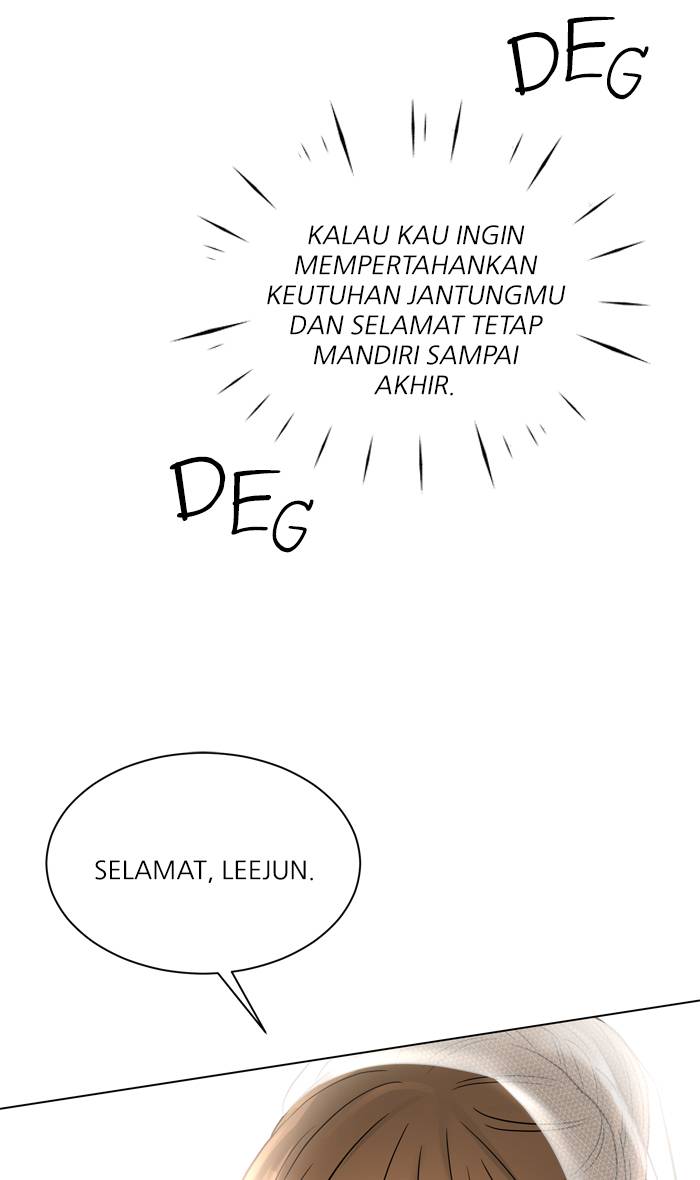 DEG
KALAU KAU INGIN
MEMPERTAHANKAN
KEUTUHAN JANTUNGMU
DAN SELAMAT TETAP
MANDIRI SAMPAI
AKHIR.
DEG
SELAMAT, LEEJUN.